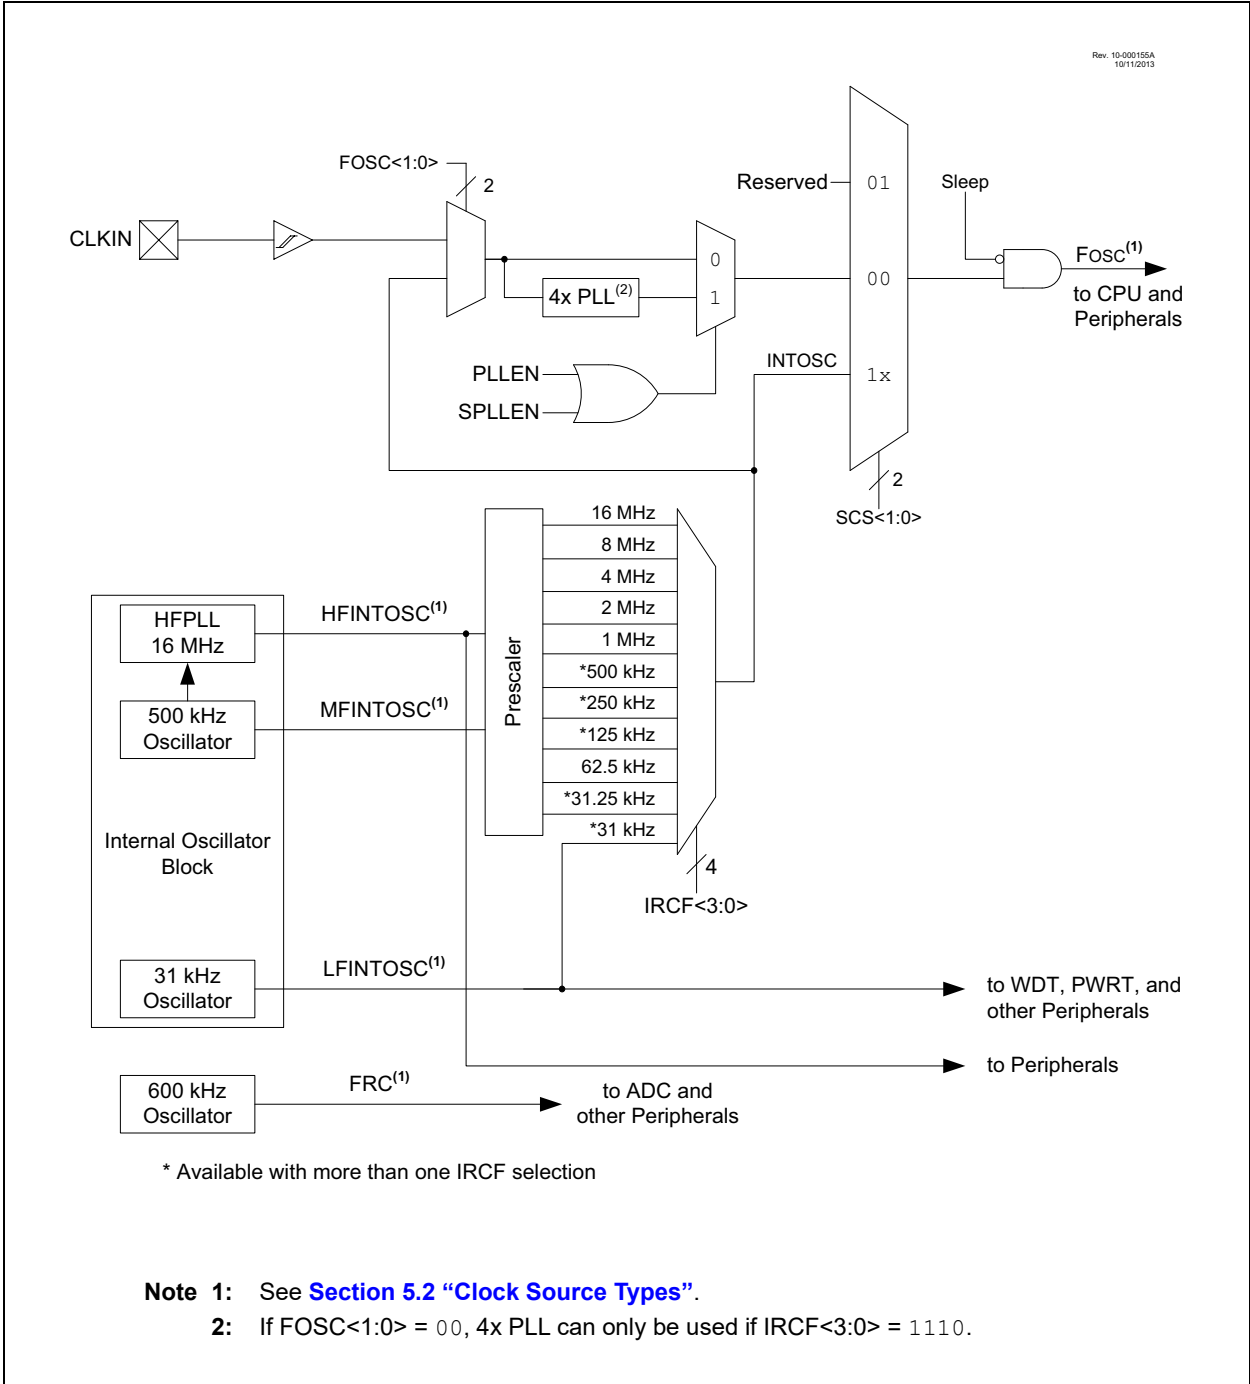 Rev. 10-000155A
10/11/2013
FOSC<1:0>
2
Reserved
01
Sleep
CLKIN
0
FOSC(1)
4x PLL(2)
1
00
to CPU and
Peripherals
PLLEN
INTOSC
1x
SPLLEN
2
SCS<1:0>
16 MHz
8 MHz
4 MHz
2 MHz
1 MHz
*500 kHz
*250 kHz
*125 kHz
62.5 kHz
*31.25 kHz
*31 kHz
Prescaler
4
IRCF<3:0>
HFPLL
16 MHz
HFINTOSC(1)
500 kHz
Oscillator
MFINTOSC(1)
Internal Oscillator
Block
31 kHz
Oscillator
LFINTOSC(1)
to WDT, PWRT, and
other Peripherals
to Peripherals
600 kHz
Oscillator
FRC(1)
to ADC and
other Peripherals
* Available with more than one IRCF selection
Note 1: See Section 5.2 “Clock Source Types”.
2: If FOSC<1:0> = 00, 4x PLL can only be used if IRCF<3:0> = 1110.